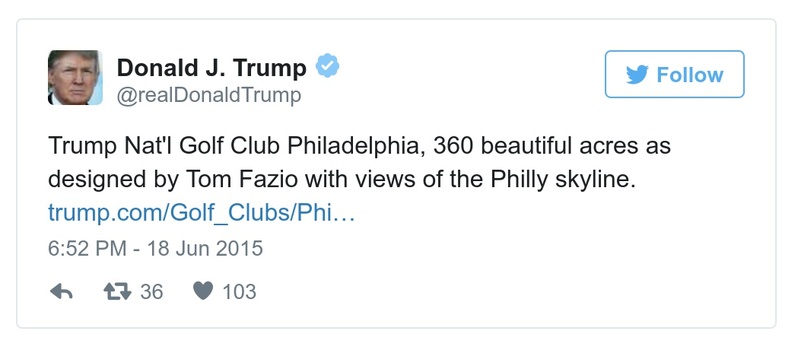 Donald J. Trump
@realDonaldTrump
Follow
Trump Nat'l Golf Club Philadelphia, 360 beautiful acres as
designed by Tom Fazio with views of the Philly skyline.
trump.com/Golf_Clubs/Phi…
6:52 PM - 18 Jun 2015
36 103